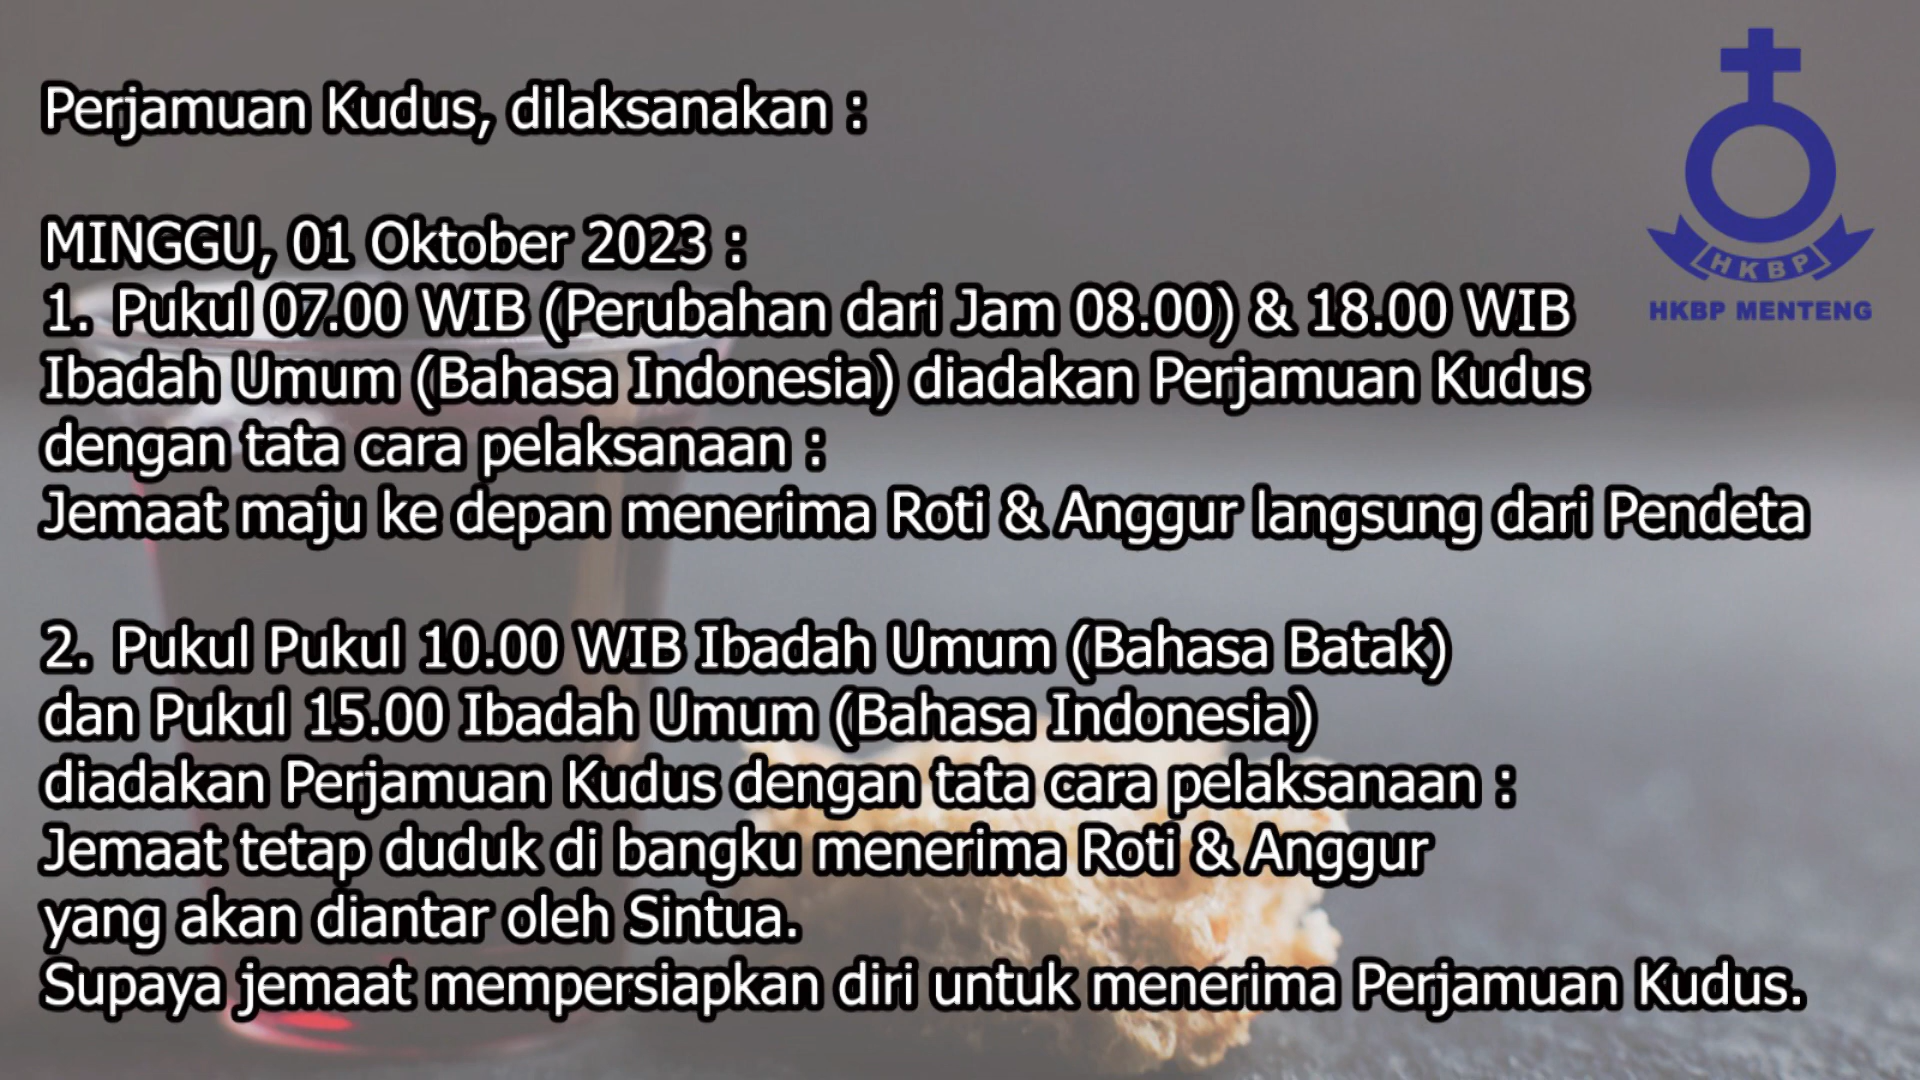 Perjamuan Kudus, dilaksanakan :
MINGGU, 01 Oktober 2023 :
1. Pukul 07.00 WIB (Perubahan dari Jam 08.00) & 18.00 WIB
Ibadah Umum (Bahasa Indonesia) diadakan Perjamuan Kudus
dengan tata cara pelaksanaan :
Jemaat maju ke depan menerima Roti & Anggur langsung dari Pendeta
2. Pukul Pukul 10.00 WIB Ibadah Umum (Bahasa Batak)
dan Pukul 15.00 Ibadah Umum (Bahasa Indonesia)
diadakan Perjamuan Kudus dengan tata cara pelaksanaan :
Jemaat tetap duduk di bangku menerima Roti & Anggur
yang akan diantar oleh Sintua.
Supaya jemaat mempersiapkan diri untuk menerima Perjamuan Kudus.
HKBP
HKBP MENTENG